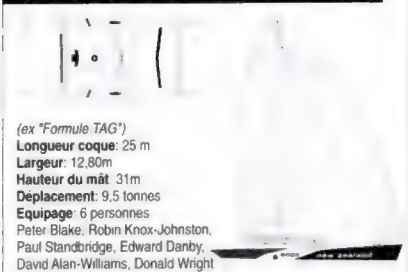 (ex "Formule TAG")
Longueur coque: 25 m
Largeur: 12,80m
Hauteur du mât 31m
Déplacement: 9,5 tonnes
Equipage: 6 personnes
Peter Blake, Robin Knox-Johnston,
Paul Standbridge, Edward Danby,
David Alan-Williams, Donald Wright
enza new zealand